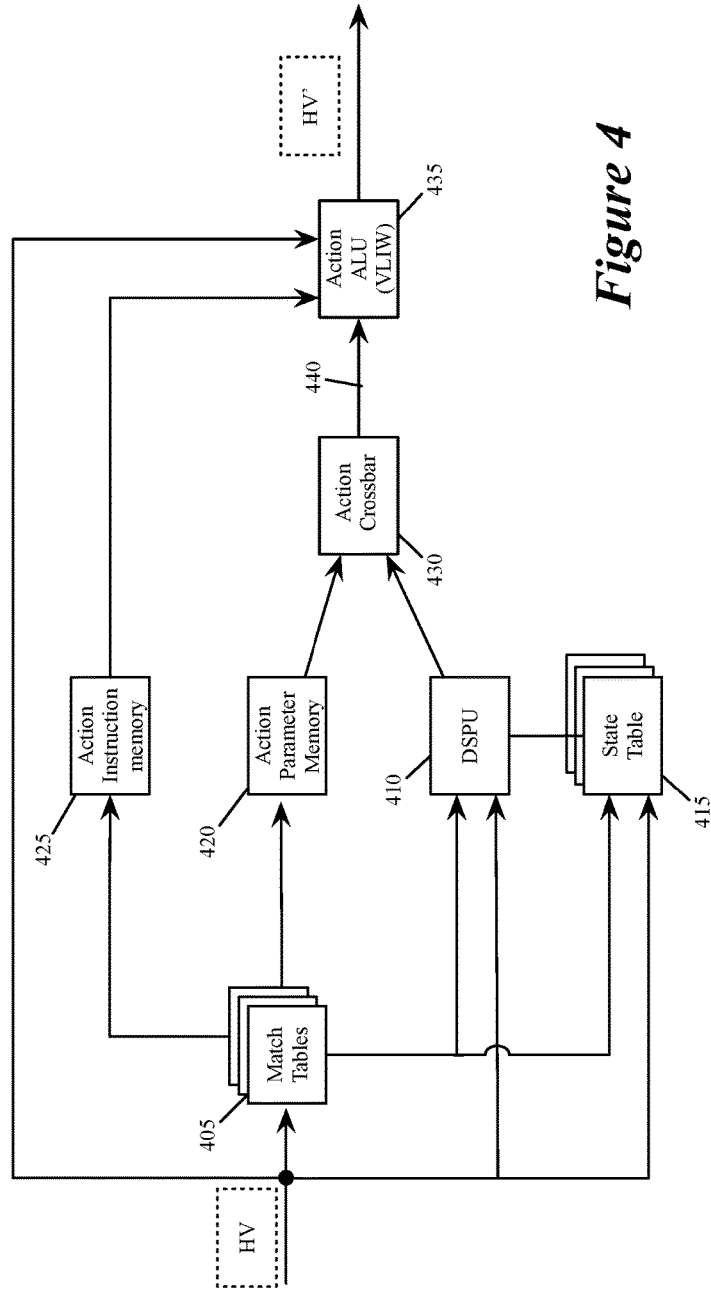 HV
405
Match
Tables
425
Action
Instruction
memory
420
Action
Parameter
Memory
410
DSPU
State
Table
415
Action
Crossbar
430
440
Action
ALU
(VLIW)
435
HV'
Figure 4